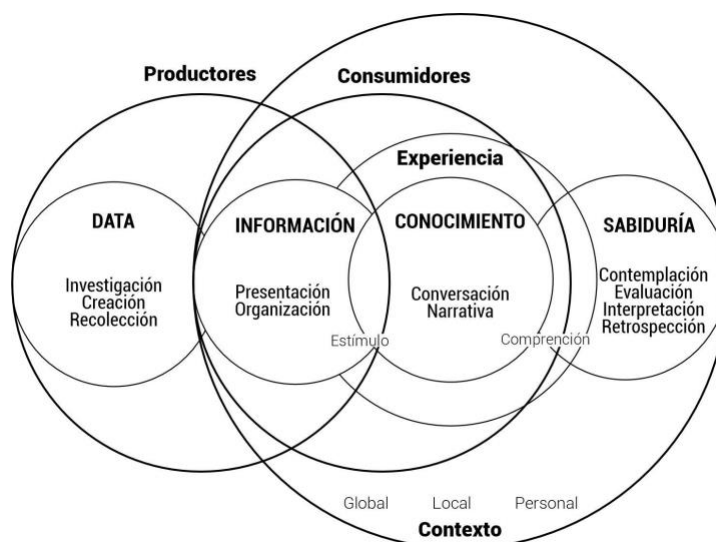 Productores
Consumidores
Experiencia
DATA
INFORMACIÓN
CONOCIMIENTO
SABIDURÍA
Investigación
Creación
Recolección
Presentación
Organización
Conversación
Narrativa
Contemplación
Evaluación
Interpretación
Retrospección
Estímulo
Comprención
Global
Local
Personal
Contexto